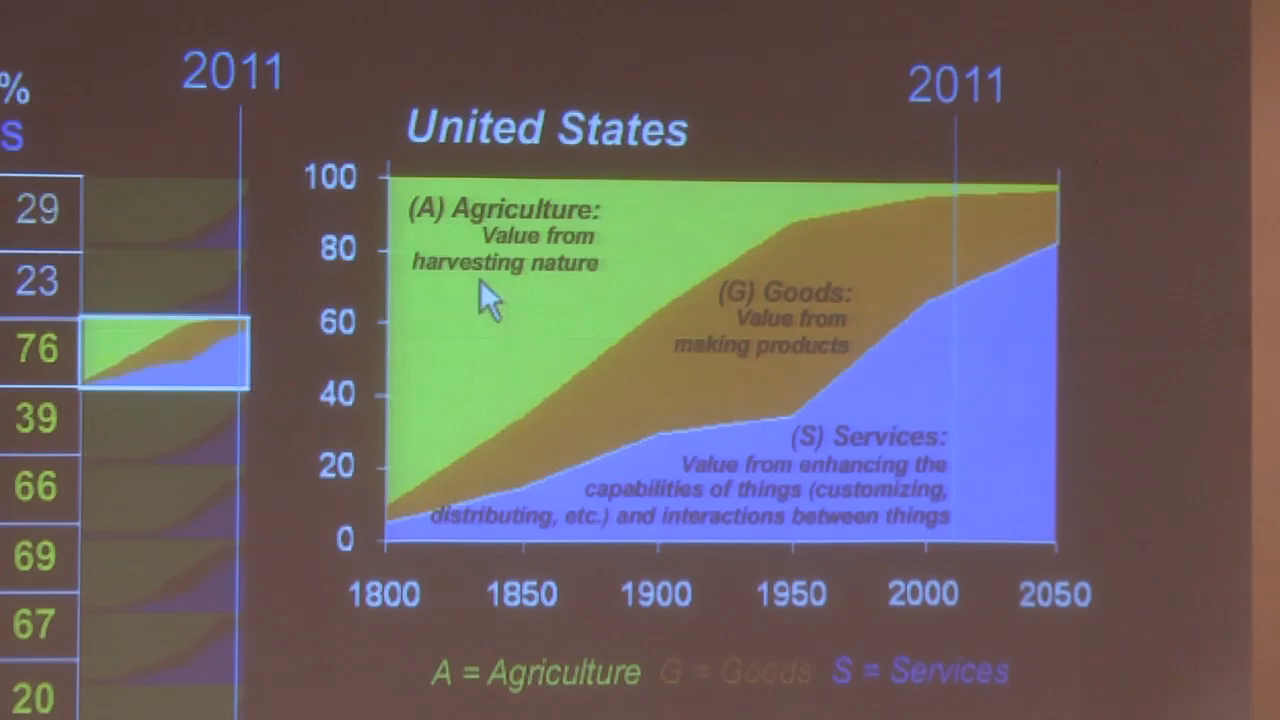 %
S
2011
29
23
76
39
66
69
67
20
United States
2011
100
80
60
40
20
0
(A) Agriculture:
Value from
harvesting nature
(G) Goods:
Value from
making products
(S) Services:
Value from enhancing the
capabilities of things (customizing,
distributing, etc.) and interactions between things
1800 1850 1900 1950 2000 2050
A = Agriculture G = Goods S = Services